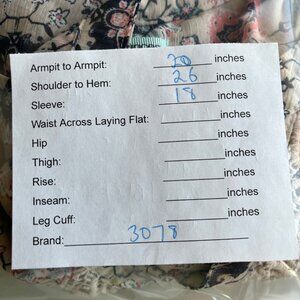 Armpit to Armpit: 20 inches
Shoulder to Hem: 26 inches
Sleeve: 18 inches
Waist Across Laying Flat: inches
Hip inches
Thigh: inches
Rise: inches
Inseam: inches
Leg Cuff: inches
Brand: 3078